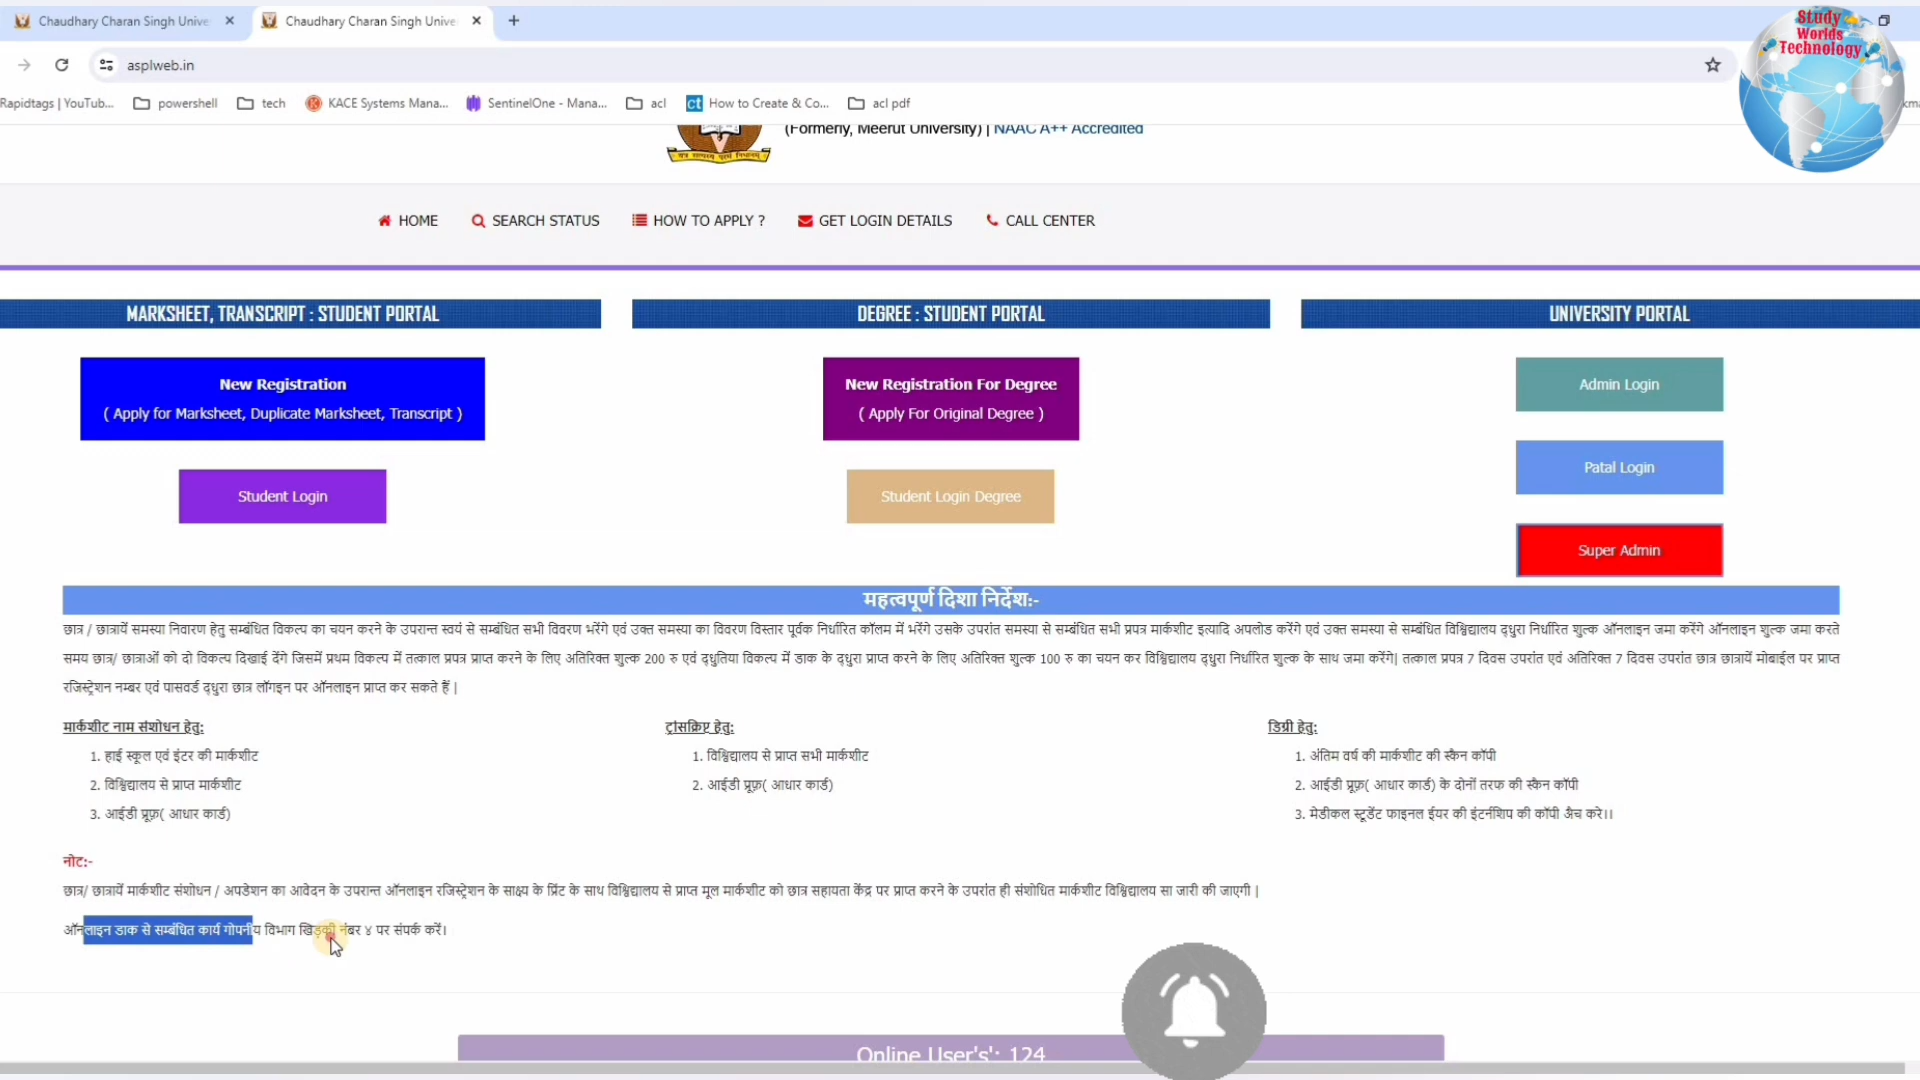 Chaudhary Charan Singh Unive
Chaudhary Charan Singh Unive
Study
Worlds
Technology
asplweb.in
Rapidtags | YouTub...
powershell
tech
KACE Systems Mana...
SentinelOne - Mana...
acl
How to Create & Co...
acl pdf
(Formerly, Meerut University) | NAAC A++ Accredited
HOME
SEARCH STATUS
HOW TO APPLY ?
GET LOGIN DETAILS
CALL CENTER
MARKSHEET, TRANSCRIPT : STUDENT PORTAL
DEGREE : STUDENT PORTAL
UNIVERSITY PORTAL
New Registration
( Apply for Marksheet, Duplicate Marksheet, Transcript )
New Registration For Degree
( Apply For Original Degree )
Admin Login
Patal Login
Student Login
Student Login Degree
Super Admin
महत्वपूर्ण दिशा निर्देश:-
छात्र / छात्रायें समस्या निवारण हेतु सम्बंधित विकल्प का चयन करने के उपरान्त स्वयं से सम्बंधित सभी विवरण भरेंगे एवं उक्त समस्या का विवरण विस्तार पूर्वक निर्धारित कॉलम में भरेंगे उसके उपरांत समस्या से सम्बंधित सभी प्रपत्र मार्कशीट इत्यादि अपलोड करेंगे एवं उक्त समस्या से सम्बंधित विश्विद्यालय द्धुरा निर्धारित शुल्क ऑनलाइन जमा करेंगे ऑनलाइन शुल्क जमा करते
समय छात्र/ छात्राओं को दो विकल्प दिखाई देंगे जिसमें प्रथम विकल्प में तत्काल प्रपत्र प्राप्त करने के लिए अतिरिक्त शुल्क 200 रु एवं द्धुतिया विकल्प में डाक के द्धुरा प्राप्त करने के लिए अतिरिक्त शुल्क 100 रु का चयन कर विश्विद्यालय द्धुरा निर्धारित शुल्क के साथ जमा करेंगे| तत्काल प्रपत्र 7 दिवस उपरांत एवं अतिरिक्त 7 दिवस उपरांत छात्र छात्रायें मोबाईल पर प्राप्त
रजिस्ट्रेशन नम्बर एवं पासवर्ड द्धुरा छात्र लॉगइन पर ऑनलाइन प्राप्त कर सकते हैं |
मार्कशीट नाम संशोधन हेतु:
1. हाई स्कूल एवं इंटर की मार्कशीट
2. विश्विद्यालय से प्राप्त मार्कशीट
3. आईडी प्रूफ़( आधार कार्ड)
ट्रांसक्रिप्ट हेतु:
1. विश्विद्यालय से प्राप्त सभी मार्कशीट
2. आईडी प्रूफ़( आधार कार्ड)
डिग्री हेतु:
1. अंतिम वर्ष की मार्कशीट की स्कैन कॉपी
2. आईडी प्रूफ़( आधार कार्ड) के दोनों तरफ की स्कैन कॉपी
3. मेडीकल स्टूडेंट फाइनल ईयर की इंटर्नशिप की कॉपी अैच करे।।
नोट:-
छात्र/ छात्रायें मार्कशीट संशोधन / अपडेशन का आवेदन के उपरान्त ऑनलाइन रजिस्ट्रेशन के साक्ष्य के प्रिंट के साथ विश्विद्यालय से प्राप्त मूल मार्कशीट को छात्र सहायता केंद्र पर प्राप्त करने के उपरांत ही संशोधित मार्कशीट विश्विद्यालय सा जारी की जाएगी |
ऑनलाइन डाक से सम्बंधित कार्य गोपनीय विभाग खिड़की नंबर ४ पर संपर्क करें।
Online User's': 124